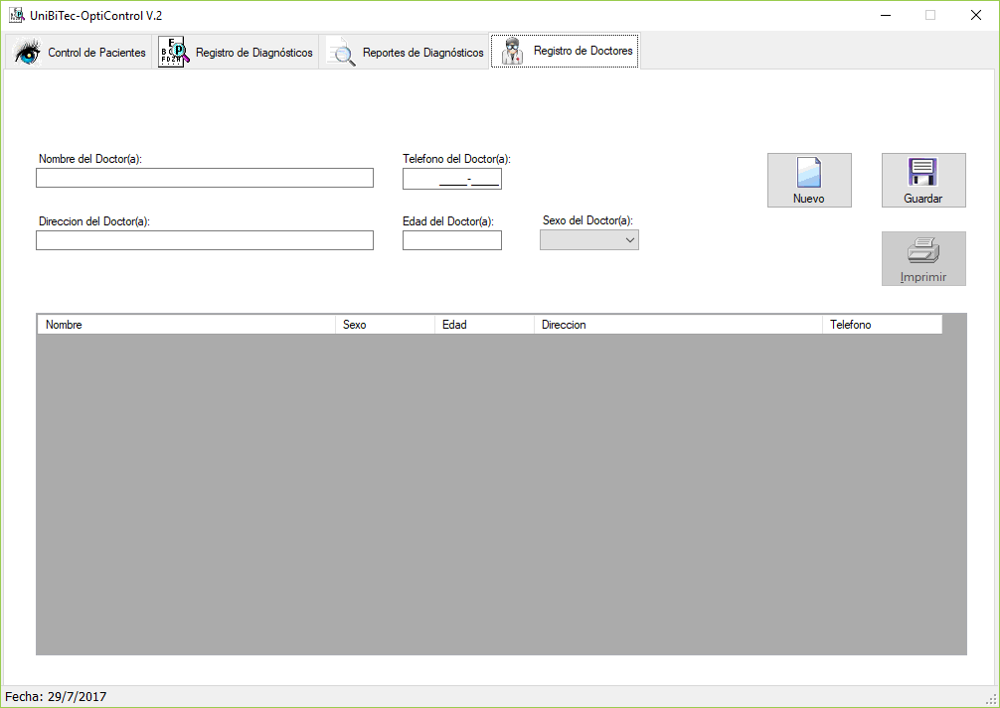 UniBiTec-OptiControl V.2
Control de Pacientes
Registro de Diagnósticos
Reportes de Diagnósticos
Registro de Doctores
Nombre del Doctor(a):
Telefono del Doctor(a):
_____-_____
Nuevo
Guardar
Direccion del Doctor(a):
Edad del Doctor(a):
Sexo del Doctor(a):
Imprimir
Nombre Sexo Edad Direccion Telefono
Fecha: 29/7/2017